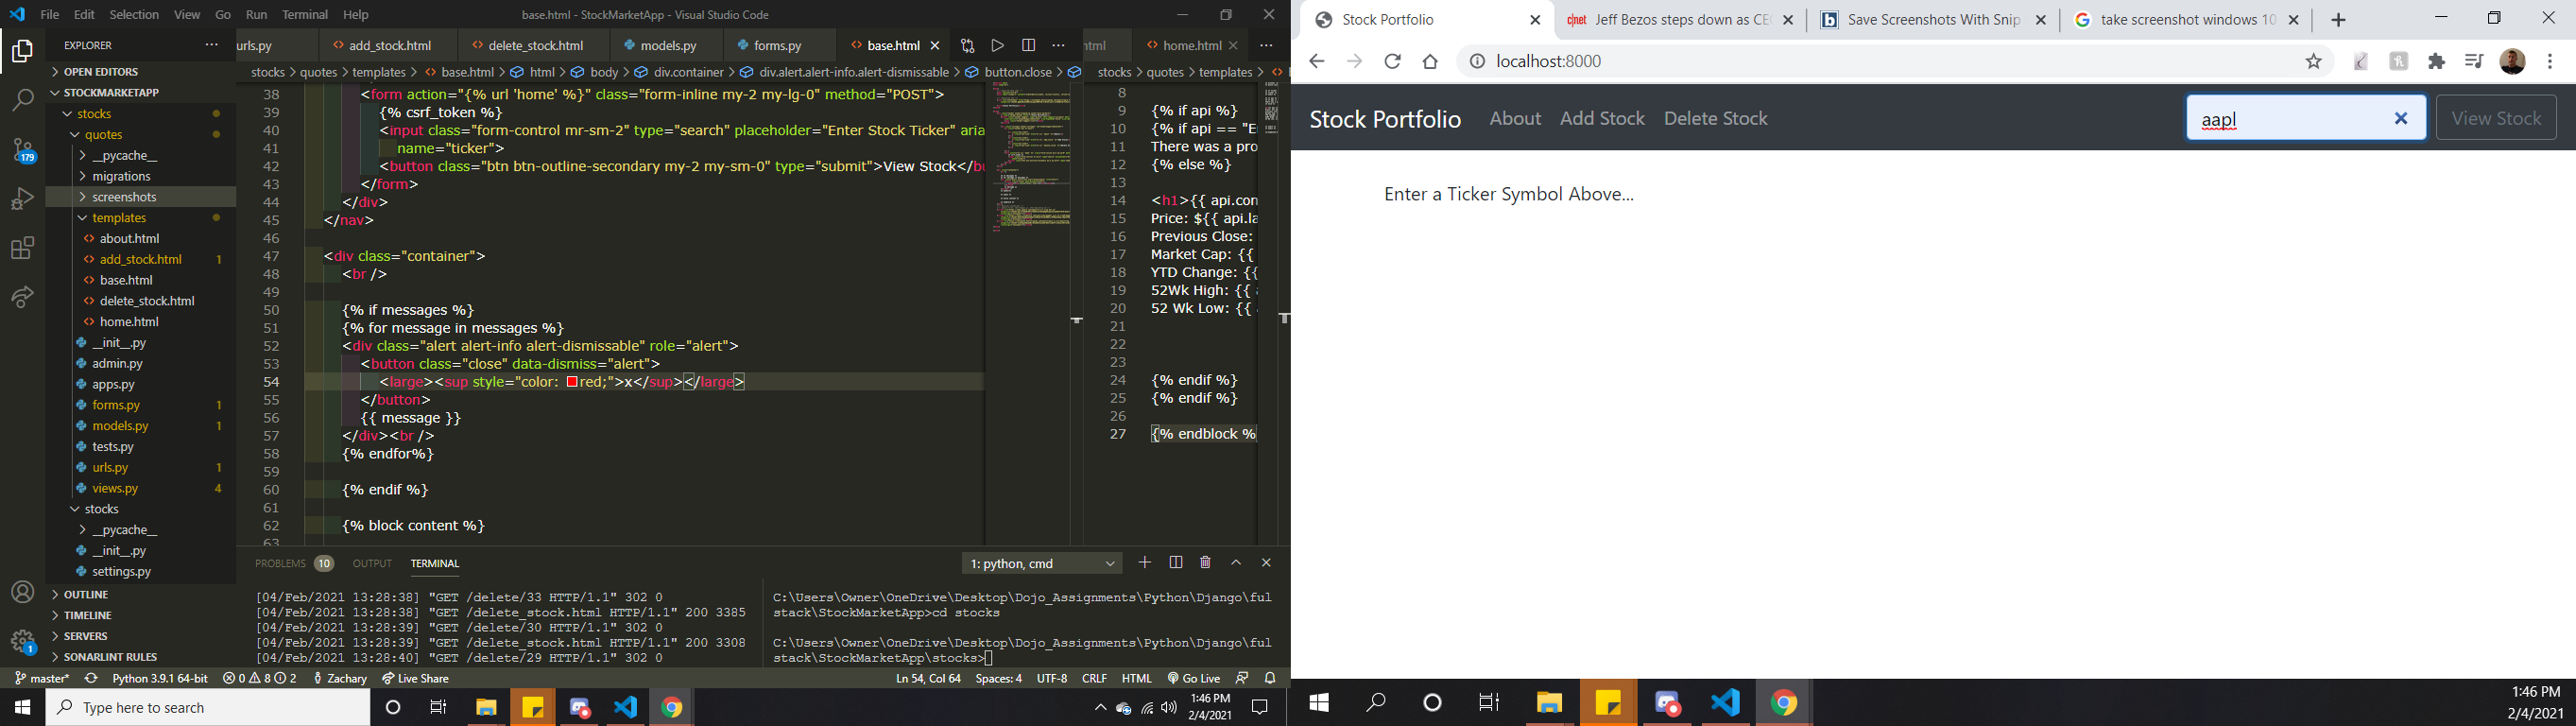 File Edit Selection View Go Run Terminal Help base.html - StockMarketApp - Visual Studio Code
EXPLORER
OPEN EDITORS
STOCKMARKETAPP
stocks
quotes
__pycache__
migrations
screenshots
templates
about.html
add_stock.html 1
base.html
delete_stock.html
home.html
__init__.py
admin.py
apps.py
forms.py 1
models.py 1
tests.py
urls.py 1
views.py 4
stocks
__pycache__
__init__.py
settings.py
OUTLINE
TIMELINE
SERVERS
SONARLINT RULES
179
1
urls.py add_stock.html delete_stock.html models.py forms.py base.html
stocks > quotes > templates > base.html > html > body > div.container > div.alert.alert-info.alert-dismissable > button.close >
38 <form action="{% url 'home' %}" class="form-inline my-2 my-lg-0" method="POST">
39 {% csrf_token %}
40 <input class="form-control mr-sm-2" type="search" placeholder="Enter Stock Ticker" aria
41 name="ticker">
42 <button class="btn btn-outline-secondary my-2 my-sm-0" type="submit">View Stock</bu
43 </form>
44 </div>
45 </nav>
46
47 <div class="container">
48 <br />
49
50 {% if messages %}
51 {% for message in messages %}
52 <div class="alert alert-info alert-dismissable" role="alert">
53 <button class="close" data-dismiss="alert">
54 <large><sup style="color: red;">x</sup></large>
55 </button>
56 {{ message }}
57 </div><br />
58 {% endfor%}
59
60 {% endif %}
61
62 {% block content %}
63
html home.html
stocks > quotes > templates >
8
9 {% if api %}
10 {% if api == "E
11 There was a pro
12 {% else %}
13
14 <h1>{{ api.con
15 Price: ${{ api.la
16 Previous Close:
17 Market Cap: {{
18 YTD Change: {{
19 52Wk High: {{
20 52 Wk Low: {{
21
22
23
24 {% endif %}
25 {% endif %}
26
27 {% endblock %
PROBLEMS 10 OUTPUT TERMINAL 1: python, cmd
[04/Feb/2021 13:28:38] "GET /delete/33 HTTP/1.1" 302 0
[04/Feb/2021 13:28:38] "GET /delete_stock.html HTTP/1.1" 200 3385
[04/Feb/2021 13:28:39] "GET /delete/30 HTTP/1.1" 302 0
[04/Feb/2021 13:28:39] "GET /delete_stock.html HTTP/1.1" 200 3308
[04/Feb/2021 13:28:40] "GET /delete/29 HTTP/1.1" 302 0
C:\Users\Owner\OneDrive\Desktop\Dojo_Assignments\Python\Django\ful
stack\StockMarketApp>cd stocks
C:\Users\Owner\OneDrive\Desktop\Dojo_Assignments\Python\Django\ful
stack\StockMarketApp\stocks>
master* Python 3.9.1 64-bit 0 8 2 Zachary Live Share Ln 54, Col 64 Spaces: 4 UTF-8 CRLF HTML Go Live
Type here to search
1:46 PM
2/4/2021
Stock Portfolio c|net Jeff Bezos steps down as CE Save Screenshots With Snip take screenshot windows 10
localhost:8000
Stock Portfolio About Add Stock Delete Stock aapl View Stock
Enter a Ticker Symbol Above...
1:46 PM
2/4/2021